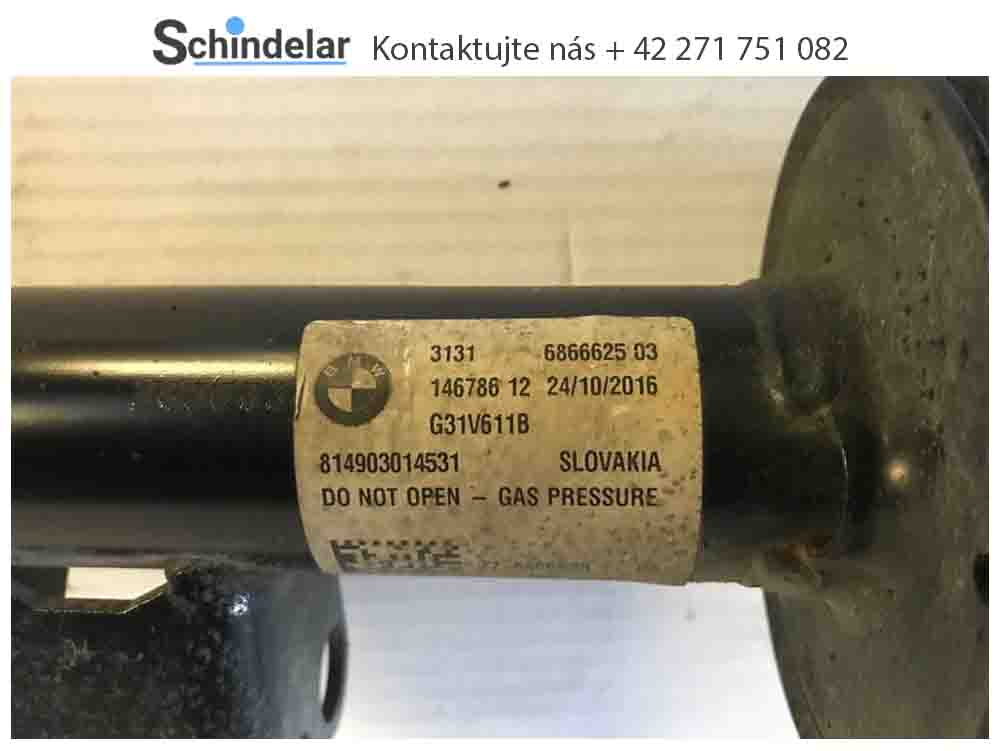 Schindelar Kontaktujte nás + 42 271 751 082
BMW 3131 6866625 03
146786 12 24/10/2016
G31V611B
814903014531 SLOVAKIA
DO NOT OPEN – GAS PRESSURE